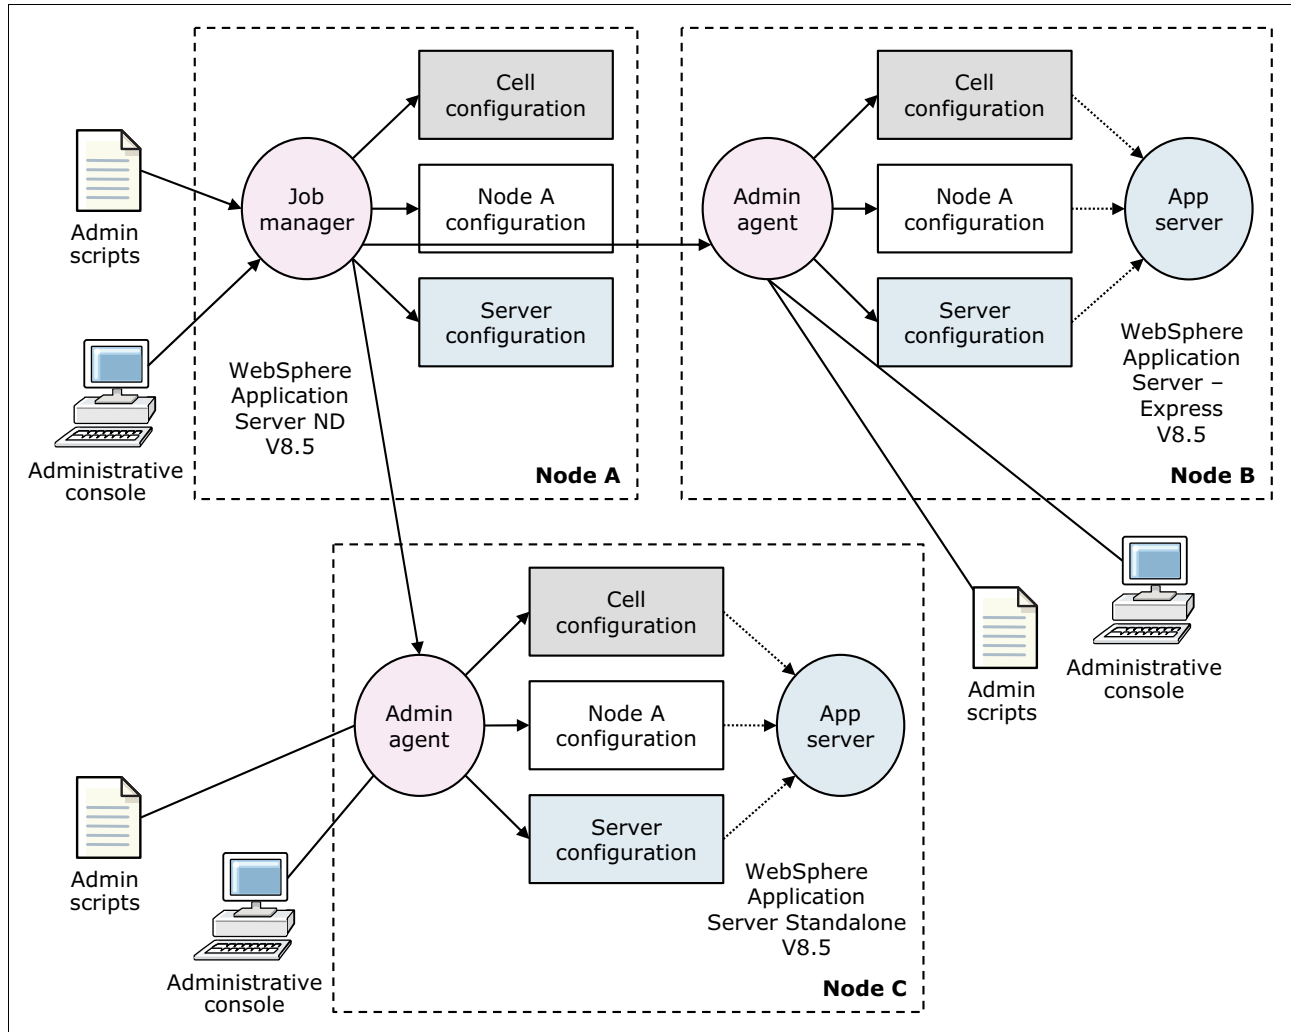 Cell
configuration
Admin
scripts
Job
manager
Node A
configuration
Server
configuration
Administrative
console
WebSphere
Application
Server ND
V8.5
Node A
Cell
configuration
Admin
agent
Node A
configuration
App
server
Server
configuration
WebSphere
Application
Server –
Express
V8.5
Node B
Admin
scripts
Administrative
console
Cell
configuration
Admin
agent
Node A
configuration
App
server
Server
configuration
Admin
scripts
Administrative
console
WebSphere
Application
Server Standalone
V8.5
Node C